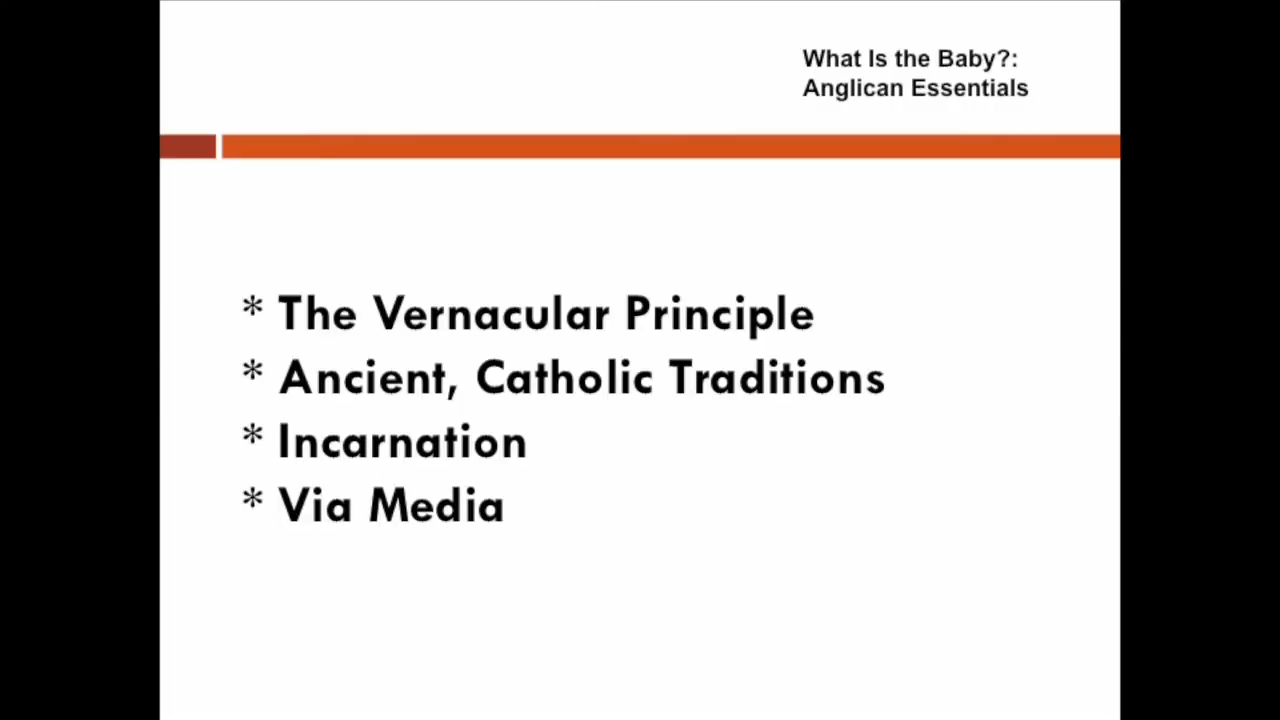 What Is the Baby?:
Anglican Essentials
* The Vernacular Principle
* Ancient, Catholic Traditions
* Incarnation
* Via Media